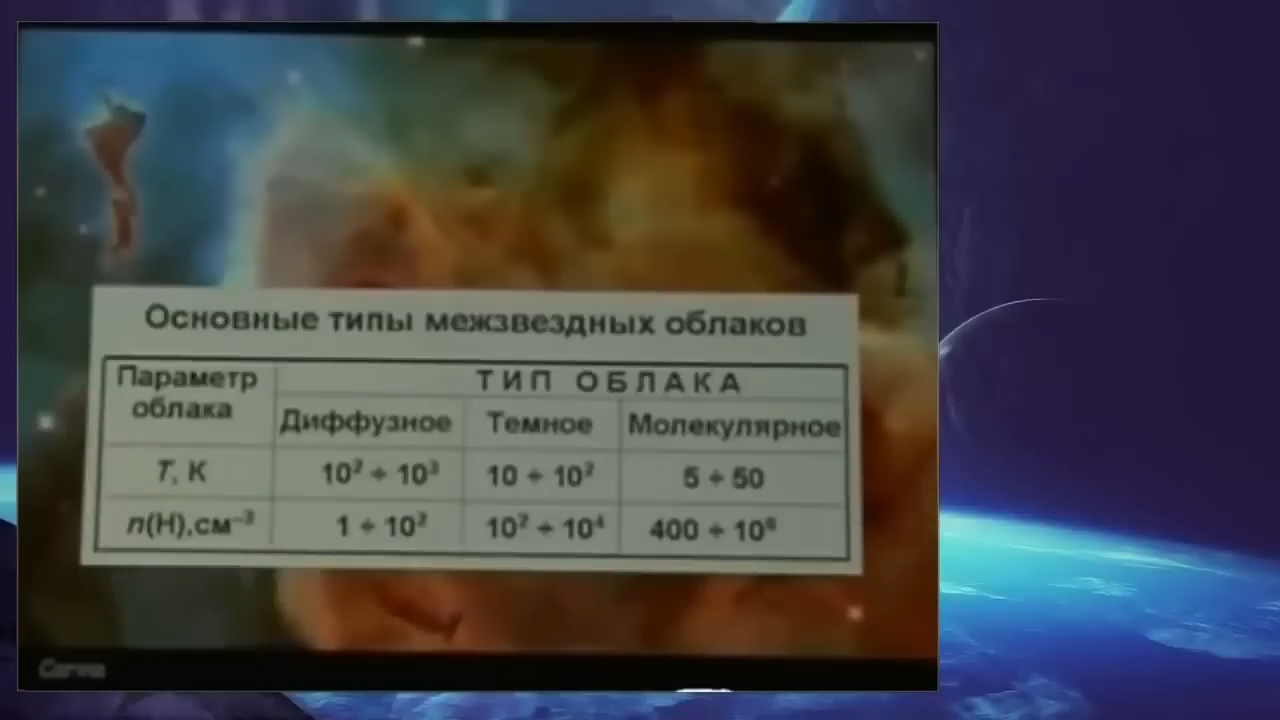 Основные типы межзвездных облаков
Параметр облака
ТИП ОБЛАКА
Диффузное Темное Молекулярное
T, К 10² ÷ 10³ 10 ÷ 10² 5 ÷ 50
n(H),см⁻³ 1 ÷ 10² 10² ÷ 10⁴ 400 ÷ 10⁶